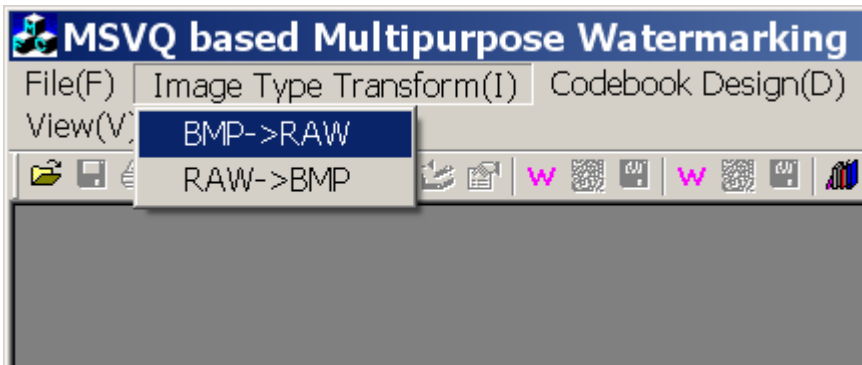 MSVQ based Multipurpose Watermarking
File(F) Image Type Transform(I) Codebook Design(D)
View(V)
BMP->RAW
RAW->BMP
W W